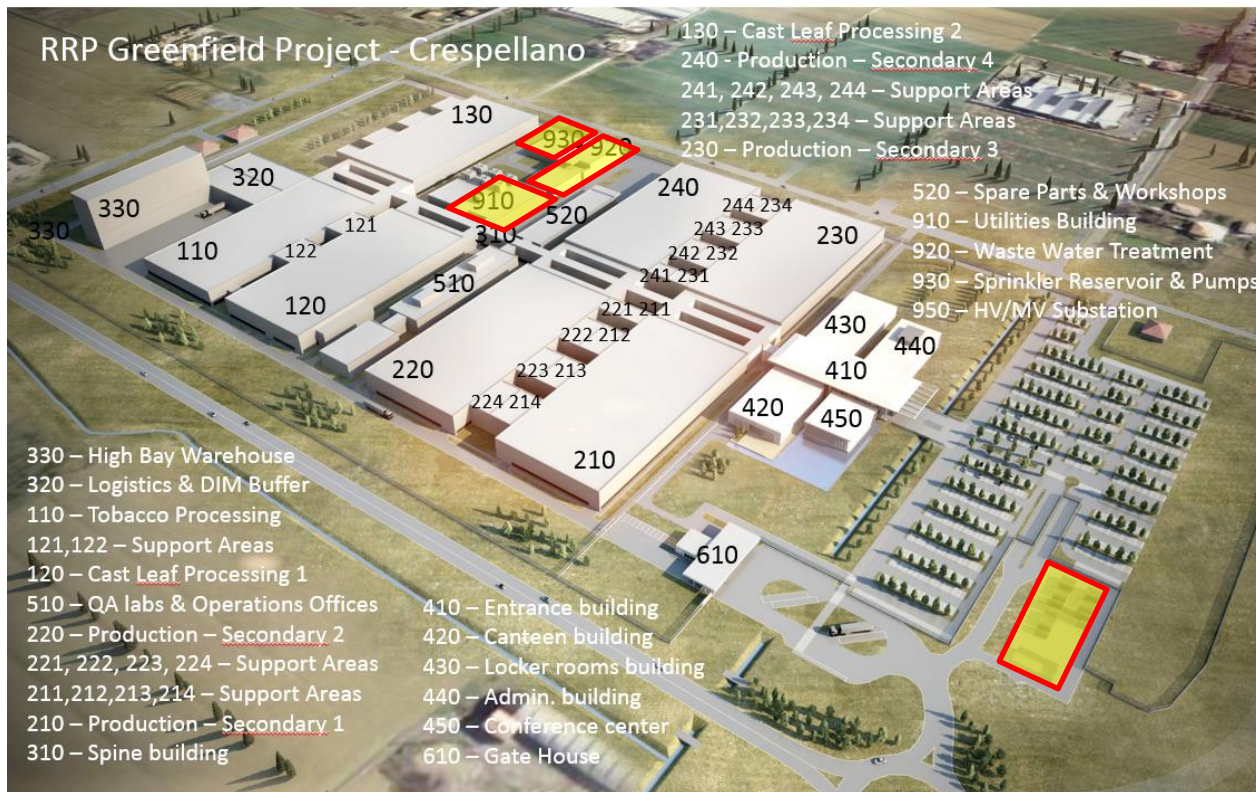 RRP Greenfield Project - Crespellano
130 – Cast Leaf Processing 2
240 - Production – Secondary 4
241, 242, 243, 244 – Support Areas
231,232,233,234 – Support Areas
230 – Production – Secondary 3
520 – Spare Parts & Workshops
910 – Utilities Building
920 – Waste Water Treatment
930 – Sprinkler Reservoir & Pumps
950 – HV/MV Substation
130
930
920
320
910
240
330
520
244 234
330
121
310
243 233
230
110
122
242 232
510
241 231
120
221 211
430
222 212
440
220
223 213
410
224 214
420
450
210
610
330 – High Bay Warehouse
320 – Logistics & DIM Buffer
110 – Tobacco Processing
121,122 – Support Areas
120 – Cast Leaf Processing 1
510 – QA labs & Operations Offices
220 – Production – Secondary 2
221, 222, 223, 224 – Support Areas
211,212,213,214 – Support Areas
210 – Production – Secondary 1
310 – Spine building
410 – Entrance building
420 – Canteen building
430 – Locker rooms building
440 – Admin. building
450 – Conference center
610 – Gate House